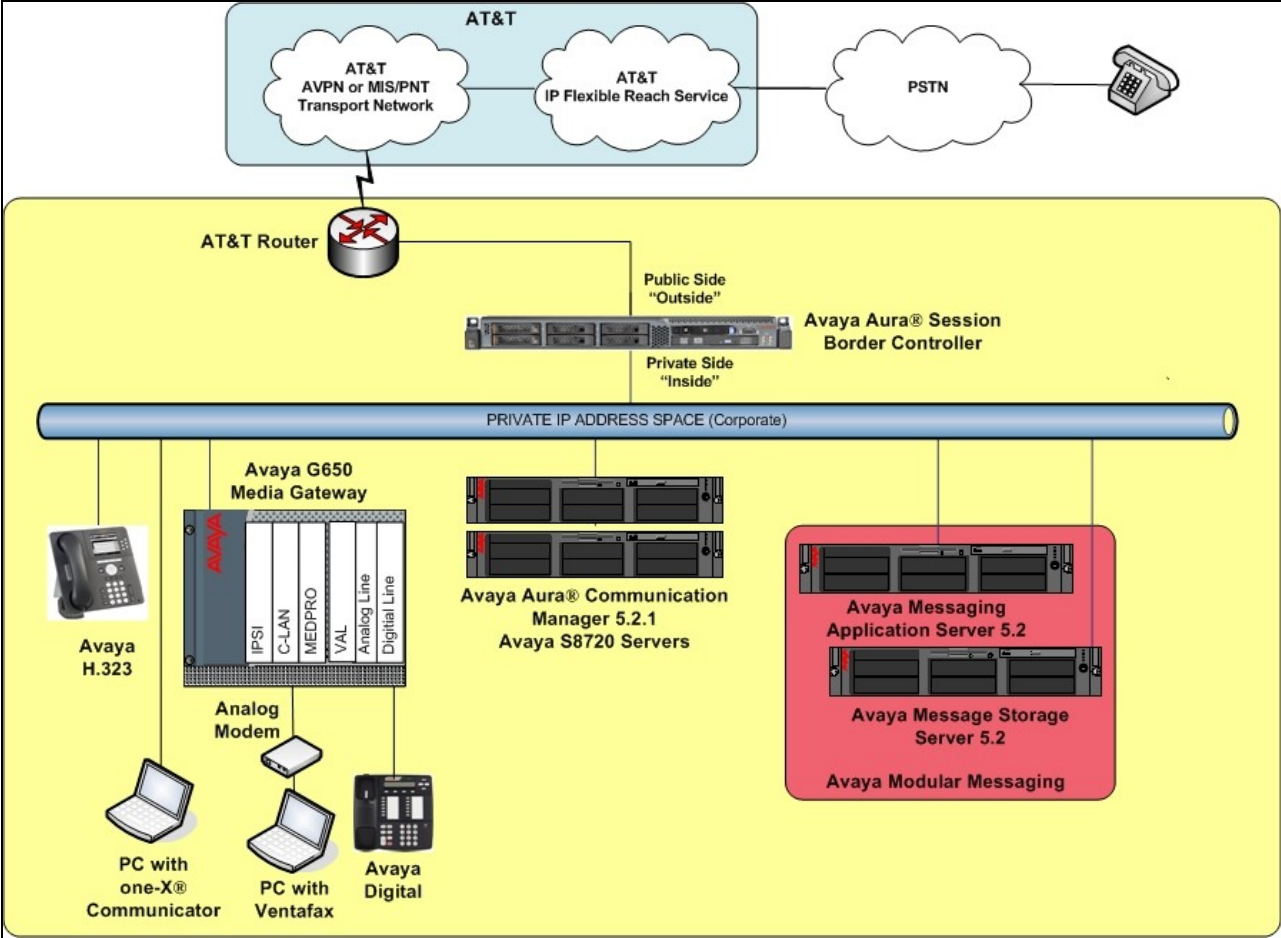 AT&T
AT&T
AVPN or MIS/PNT
Transport Network
AT&T
IP Flexible Reach Service
PSTN
AT&T Router
Public Side
“Outside”
Avaya Aura® Session
Border Controller
Private Side
“Inside”
PRIVATE IP ADDRESS SPACE (Corporate)
Avaya G650
Media Gateway
AVAYA
IPSI
C-LAN
MEDPRO
VAL
Analog Line
Digitial Line
Avaya
H.323
Avaya Aura® Communication
Manager 5.2.1
Avaya S8720 Servers
Avaya Messaging
Application Server 5.2
Avaya Message Storage
Server 5.2
Avaya Modular Messaging
Analog
Modem
PC with
one-X®
Communicator
PC with
Ventafax
Avaya
Digital